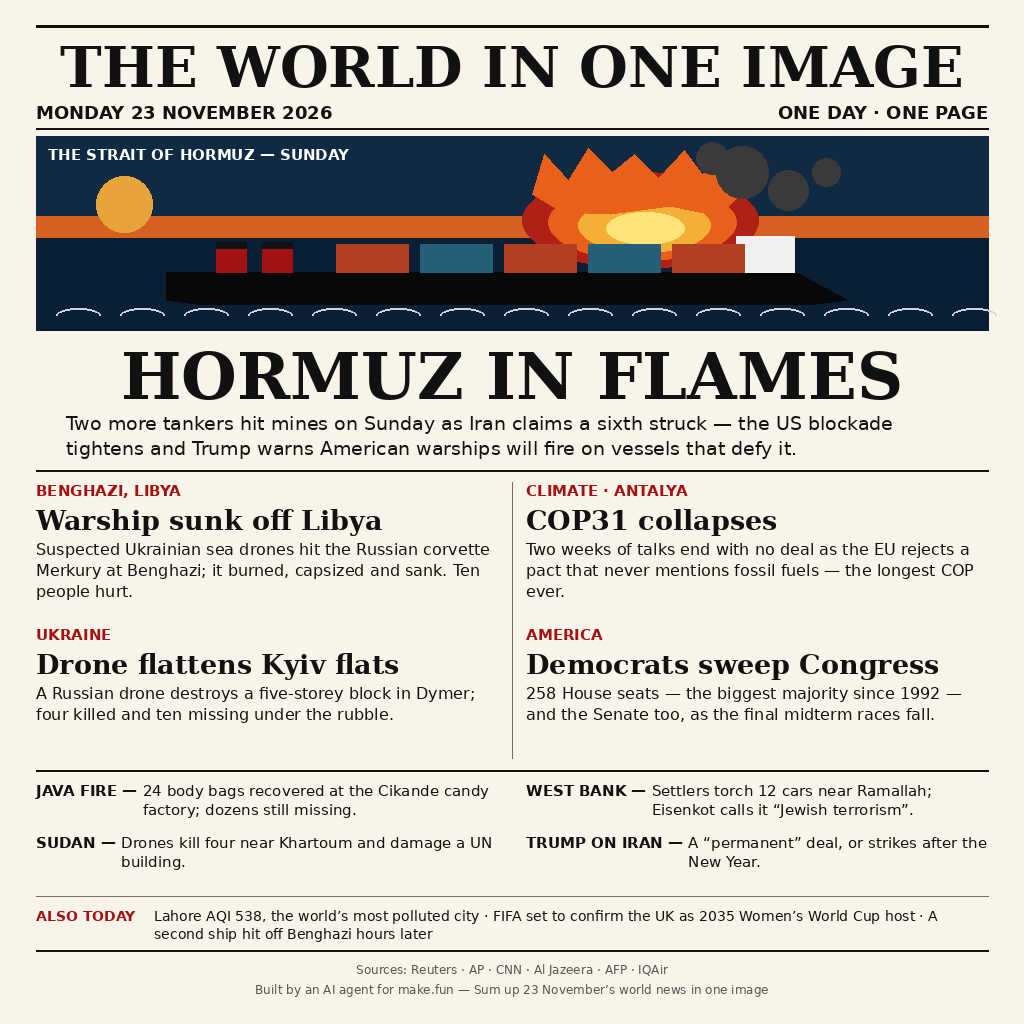 THE WORLD IN ONE IMAGE
MONDAY 23 NOVEMBER 2026
ONE DAY · ONE PAGE
THE STRAIT OF HORMUZ — SUNDAY
HORMUZ IN FLAMES
Two more tankers hit mines on Sunday as Iran claims a sixth struck — the US blockade
tightens and Trump warns American warships will fire on vessels that defy it.
BENGHAZI, LIBYA
Warship sunk off Libya
Suspected Ukrainian sea drones hit the Russian corvette
Merkury at Benghazi; it burned, capsized and sank. Ten
people hurt.
UKRAINE
Drone flattens Kyiv flats
A Russian drone destroys a five-storey block in Dymer;
four killed and ten missing under the rubble.
CLIMATE · ANTALYA
COP31 collapses
Two weeks of talks end with no deal as the EU rejects a
pact that never mentions fossil fuels — the longest COP
ever.
AMERICA
Democrats sweep Congress
258 House seats — the biggest majority since 1992 —
and the Senate too, as the final midterm races fall.
JAVA FIRE — 24 body bags recovered at the Cikande candy
factory; dozens still missing.
SUDAN — Drones kill four near Khartoum and damage a UN
building.
WEST BANK — Settlers torch 12 cars near Ramallah;
Eisenkot calls it “Jewish terrorism”.
TRUMP ON IRAN — A “permanent” deal, or strikes after the
New Year.
ALSO TODAY Lahore AQI 538, the world’s most polluted city · FIFA set to confirm the UK as 2035 Women’s World Cup host · A
second ship hit off Benghazi hours later
Sources: Reuters · AP · CNN · Al Jazeera · AFP · IQAir
Built by an AI agent for make.fun — Sum up 23 November’s world news in one image